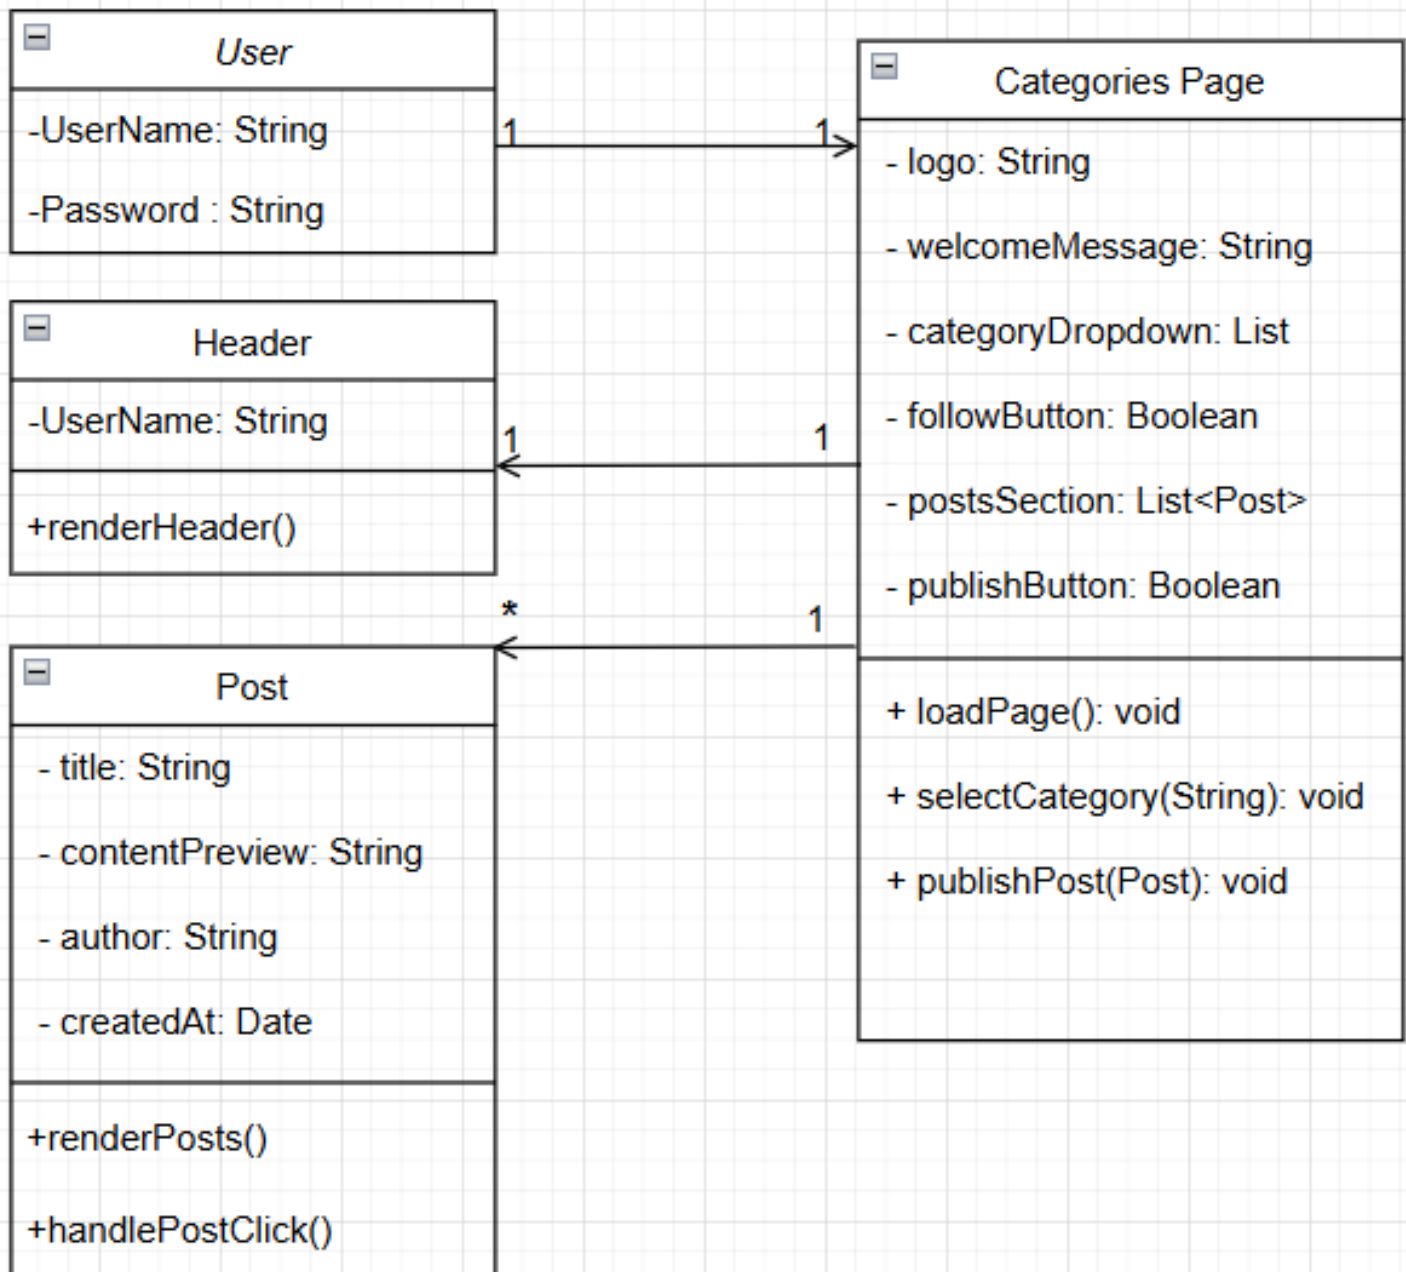 User
-UserName: String
-Password : String
1
1
Header
-UserName: String
+renderHeader()
1
1
*
1
Post
- title: String
- contentPreview: String
- author: String
- createdAt: Date
+renderPosts()
+handlePostClick()
Categories Page
- logo: String
- welcomeMessage: String
- categoryDropdown: List
- followButton: Boolean
- postsSection: List<Post>
- publishButton: Boolean
+ loadPage(): void
+ selectCategory(String): void
+ publishPost(Post): void